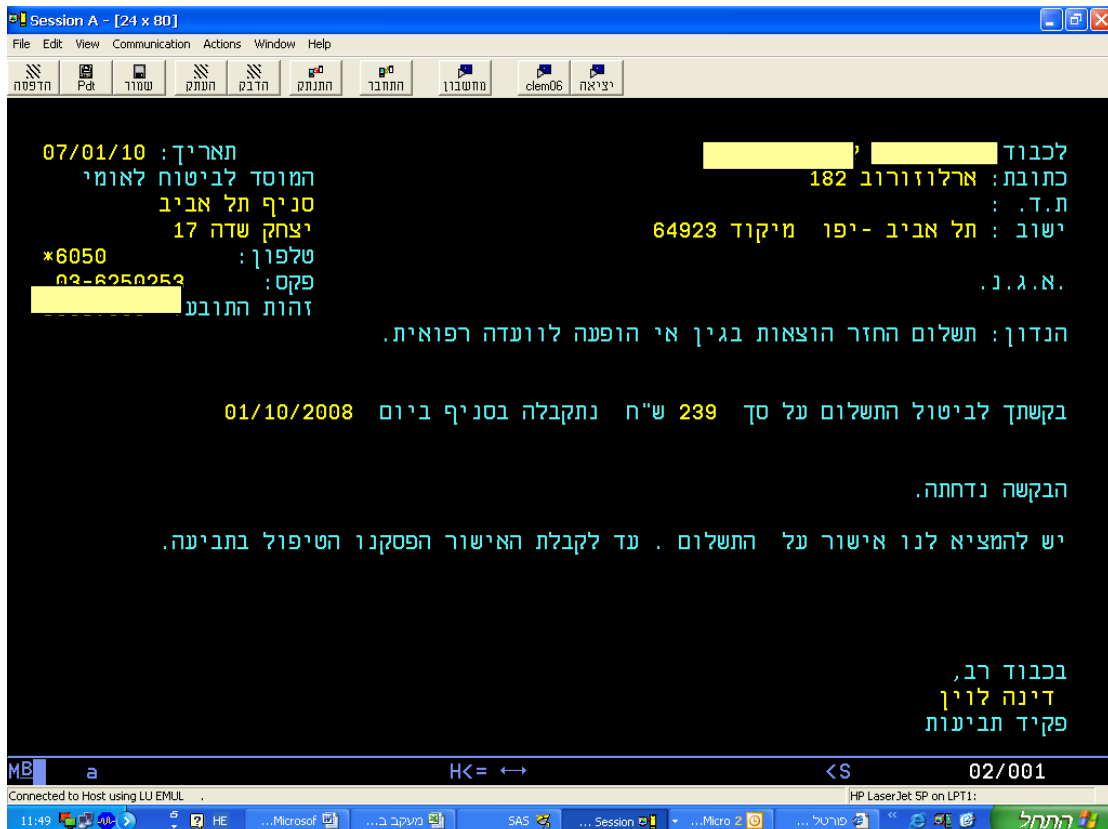 Session A - [24 x 80]
File Edit View Communication Actions Window Help
הדפסה Pdt שמור העתק הדבק התנתק התחבר מחשבון clem06 יציאה
לכבוד י תאריך: 07/01/10
כתובת: ארלוזורוב 182 המוסד לביטוח לאומי
ת.ד. : סניף תל אביב
ישוב : תל אביב -יפו מיקוד 64923 יצחק שדה 17
טלפון: 6050*
א.ג.נ. פקס: 03-6250253
זהות התובע
הנדון: תשלום החזר הוצאות בגין אי הופעה לוועדה רפואית.
בקשתך לביטול התשלום על סך 239 ש"ח נתקבלה בסניף ביום 01/10/2008
הבקשה נדחתה.
יש להמציא לנו אישור על התשלום . עד לקבלת האישור הפסקנו הטיפול בתביעה.
בכבוד רב,
דינה לוין
פקיד תביעות
MB a H<= ↔ <S 02/001
Connected to Host using LU EMUL . HP LaserJet 5P on LPT1:
התחל פורטל ... 2 Micro... Session ... SAS מעקב ב... Microsof... HE 11:49